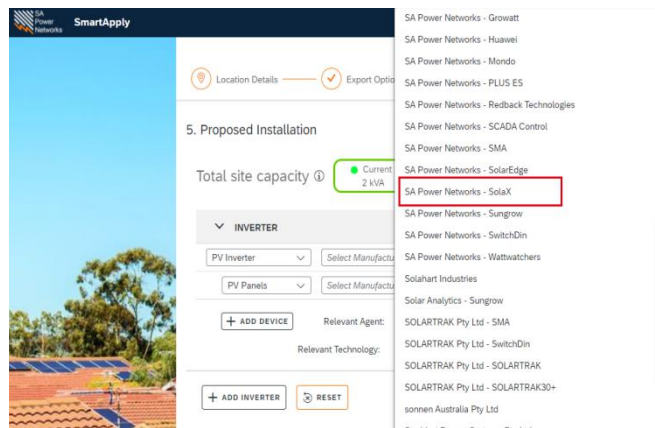 SA
Power
Networks
SmartApply
Location Details
Export Optio
5. Proposed Installation
Total site capacity
Current
2 kVA
INVERTER
PV Inverter
Select Manufactu
PV Panels
Select Manufactu
+ ADD DEVICE
Relevant Agent:
Relevant Technology:
+ ADD INVERTER
RESET
SA Power Networks - Growatt
SA Power Networks - Huawei
SA Power Networks - Mondo
SA Power Networks - PLUS ES
SA Power Networks - Redback Technologies
SA Power Networks - SCADA Control
SA Power Networks - SMA
SA Power Networks - SolarEdge
SA Power Networks - SolaX
SA Power Networks - Sungrow
SA Power Networks - SwitchDin
SA Power Networks - Wattwatchers
Solahart Industries
Solar Analytics - Sungrow
SOLARTRAK Pty Ltd - SMA
SOLARTRAK Pty Ltd - SwitchDin
SOLARTRAK Pty Ltd - SOLARTRAK
SOLARTRAK Pty Ltd - SOLARTRAK30+
sonnen Australia Pty Ltd